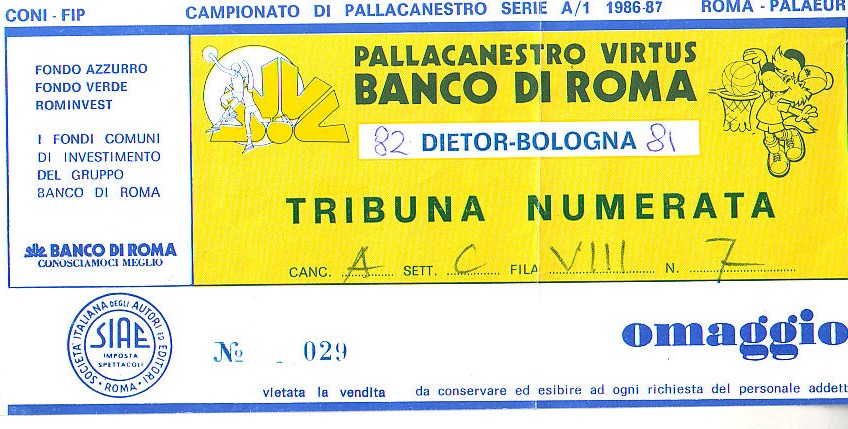 CONI - FIP CAMPIONATO DI PALLACANESTRO SERIE A/1 1986-87 ROMA - PALAEUR
FONDO AZZURRO
FONDO VERDE
ROMINVEST
I FONDI COMUNI
DI INVESTIMENTO
DEL GRUPPO
BANCO DI ROMA
BANCO DI ROMA
CONOSCIAMOCI MEGLIO
PALLACANESTRO VIRTUS
BANCO DI ROMA
82 DIETOR-BOLOGNA 81
TRIBUNA NUMERATA
CANC. A SETT. C FILA VIII N. 7
SOCIETÀ ITALIANA DEGLI AUTORI ED EDITORI
SIAE
IMPOSTA
SPETTACOLI
· ROMA ·
Nº 029
omaggio
vietata la vendita da conservare ed esibire ad ogni richiesta del personale addett